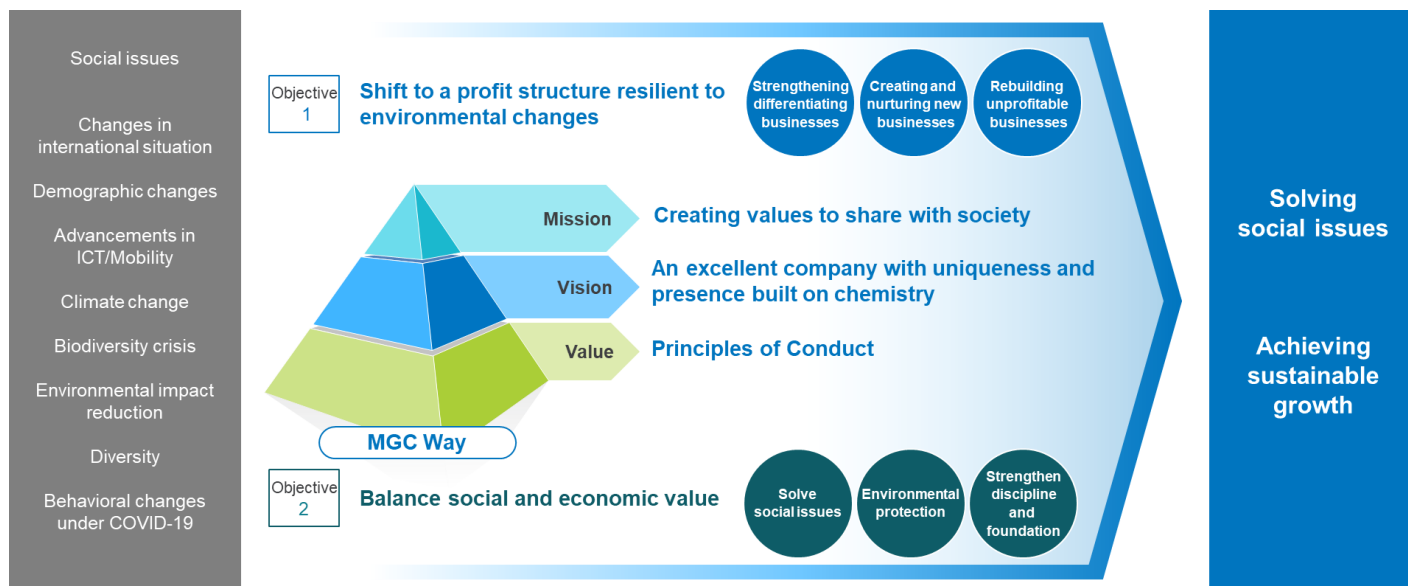 Social issues
Changes in
international situation
Demographic changes
Advancements in
ICT/Mobility
Climate change
Biodiversity crisis
Environmental impact
reduction
Diversity
Behavioral changes
under COVID-19
Objective
1
Shift to a profit structure resilient to
environmental changes
Strengthening
differentiating
businesses
Creating and
nurturing new
businesses
Rebuilding
unprofitable
businesses
Mission
Creating values to share with society
Vision
An excellent company with uniqueness and
presence built on chemistry
Value
Principles of Conduct
MGC Way
Objective
2
Balance social and economic value
Solve
social issues
Environmental
protection
Strengthen
discipline
and
foundation
Solving
social issues
Achieving
sustainable
growth